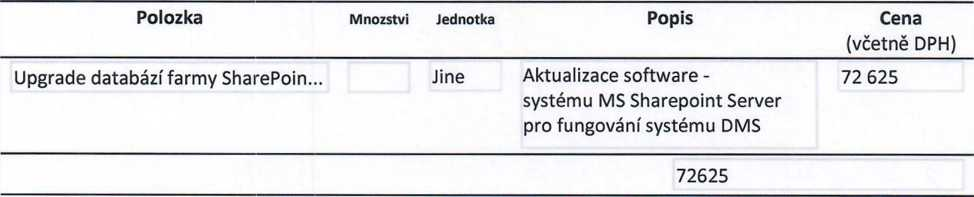 Polozka Mnozstvi Jednotka Popis Cena
(včetně DPH)
Upgrade databází farmy SharePoin... Jine Aktualizace software - 72 625
systému MS Sharepoint Server
pro fungování systému DMS
72625